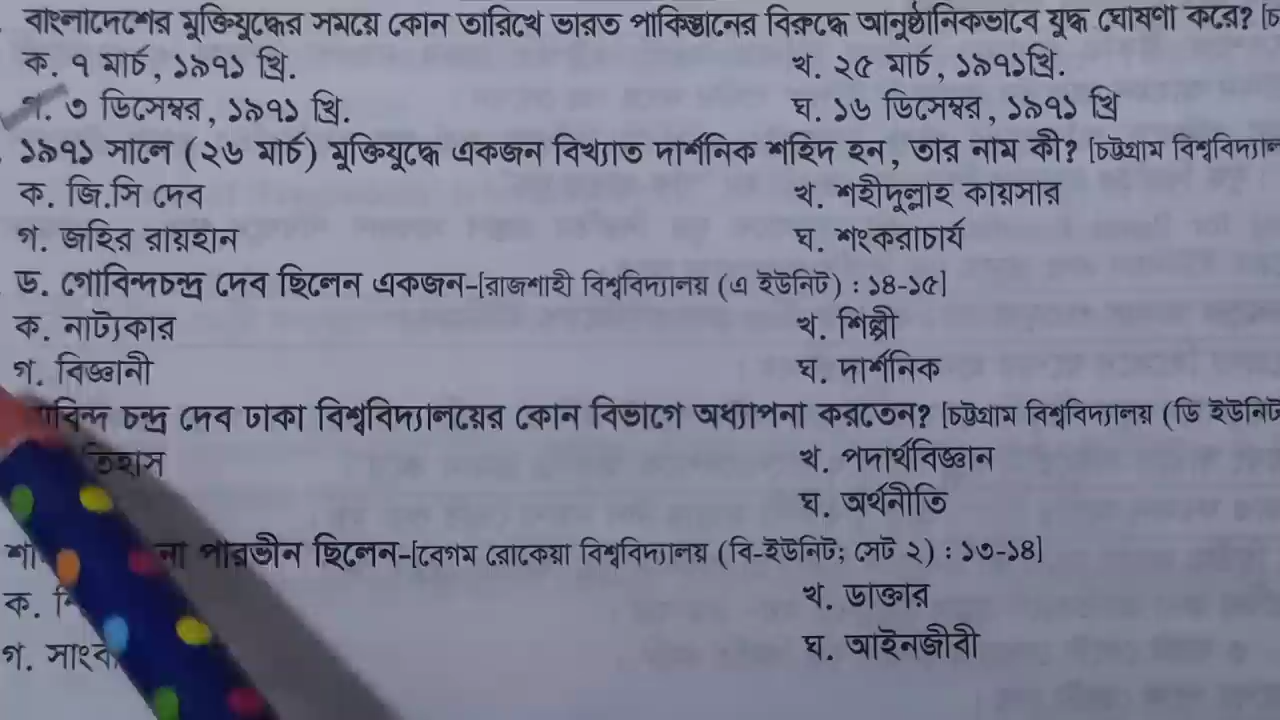 বাংলাদেশের মুক্তিযুদ্ধের সময়ে কোন তারিখে ভারত পাকিস্তানের বিরুদ্ধে আনুষ্ঠানিকভাবে যুদ্ধ ঘোষণা করে? [চ
ক. ৭ মার্চ, ১৯৭১ খ্রি. খ. ২৫ মার্চ, ১৯৭১খ্রি.
গ. ৩ ডিসেম্বর, ১৯৭১ খ্রি. ঘ. ১৬ ডিসেম্বর, ১৯৭১ খ্রি
১৯৭১ সালে (২৬ মার্চ) মুক্তিযুদ্ধে একজন বিখ্যাত দার্শনিক শহিদ হন, তার নাম কী? [চট্টগ্রাম বিশ্ববিদ্যাল
ক. জি.সি দেব খ. শহীদুল্লাহ কায়সার
গ. জহির রায়হান ঘ. শংকরাচার্য
ড. গোবিন্দচন্দ্র দেব ছিলেন একজন-[রাজশাহী বিশ্ববিদ্যালয় (এ ইউনিট) : ১৪-১৫]
ক. নাট্যকার খ. শিল্পী
গ. বিজ্ঞানী ঘ. দার্শনিক
বিন্দ চন্দ্র দেব ঢাকা বিশ্ববিদ্যালয়ের কোন বিভাগে অধ্যাপনা করতেন? [চট্টগ্রাম বিশ্ববিদ্যালয় (ডি ইউনিট
তিহাস খ. পদার্থবিজ্ঞান
ঘ. অর্থনীতি
পারভীন ছিলেন-[বেগম রোকেয়া বিশ্ববিদ্যালয় (বি-ইউনিট; সেট ২) : ১৩-১৪]
ক. খ. ডাক্তার
গ. সাংবা ঘ. আইনজীবী